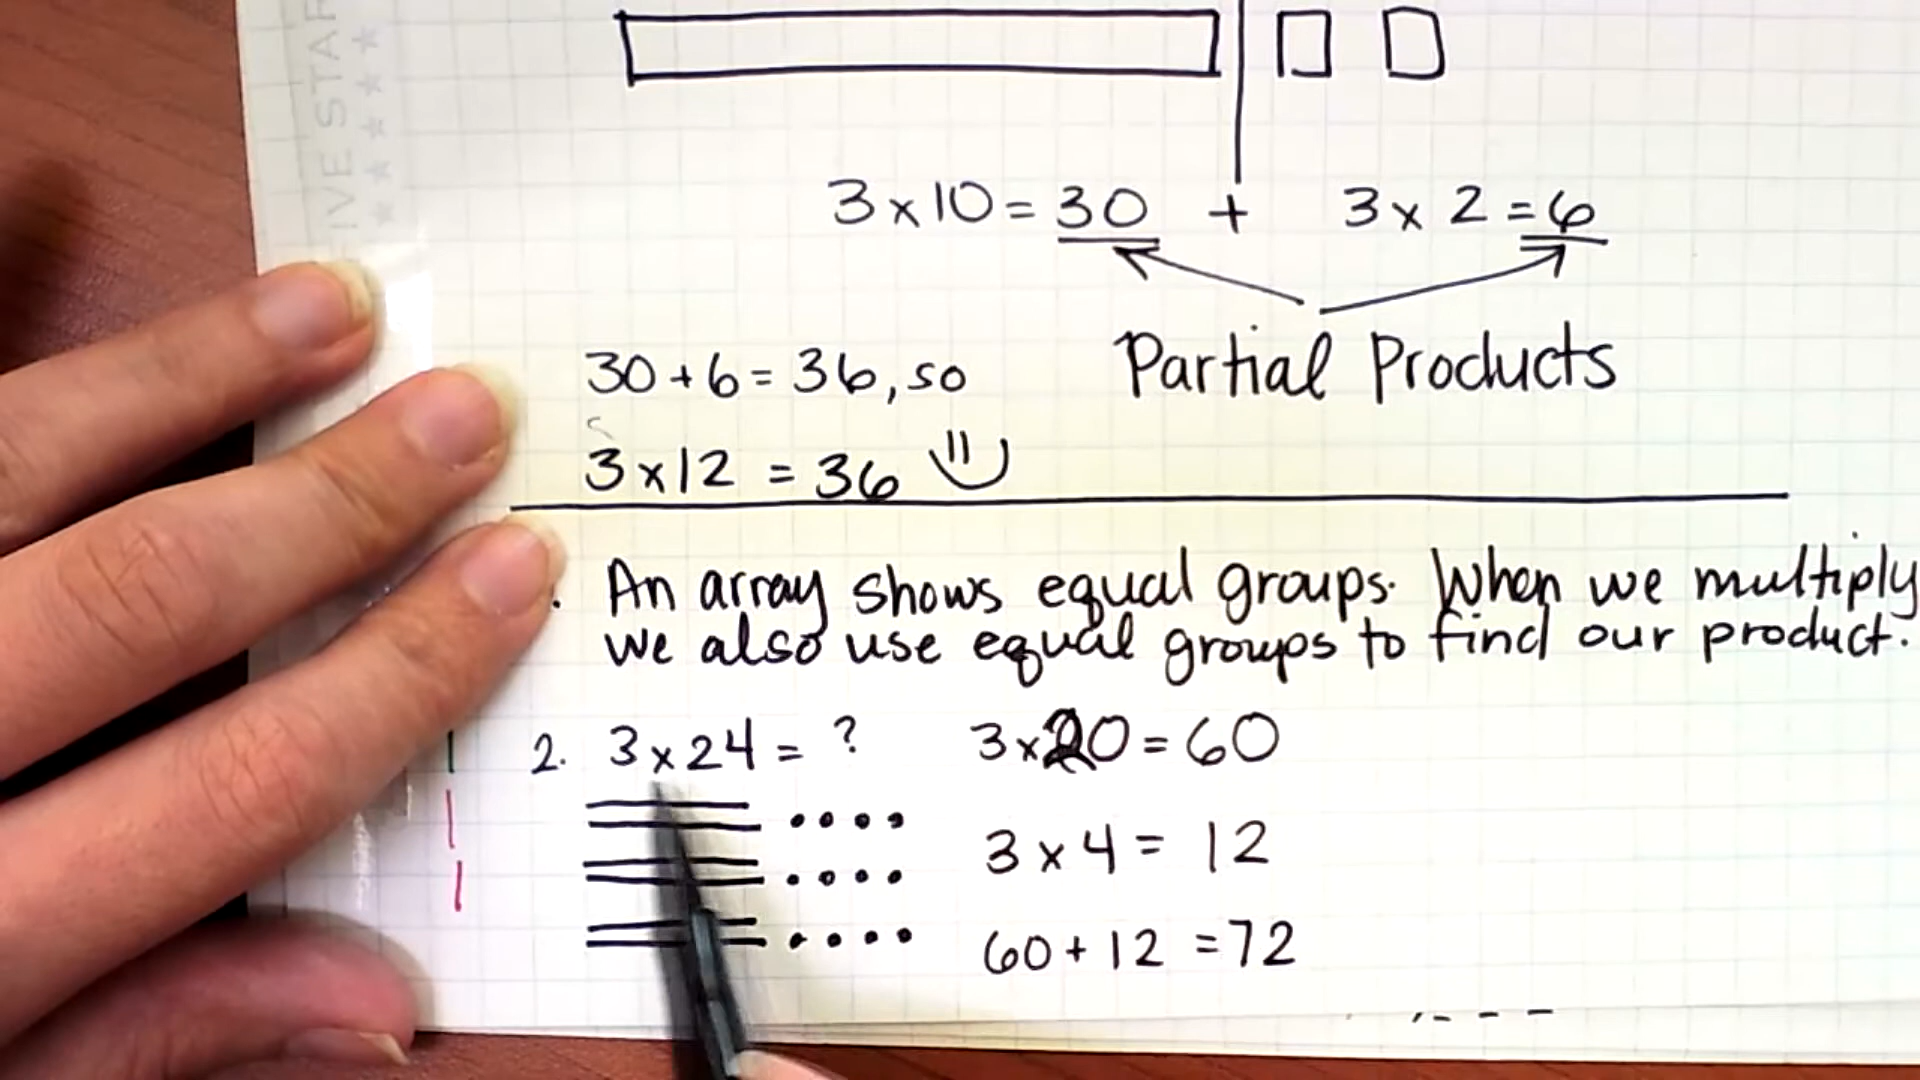 FIVE STAR
3 x 10 = 30 + 3 x 2 = 6
Partial Products
30 + 6 = 36, so
3 x 12 = 36
. An array shows equal groups. When we multiply
we also use equal groups to find our product.
2. 3 x 24 = ? 3 x 20 = 60
3 x 4 = 12
60 + 12 = 72